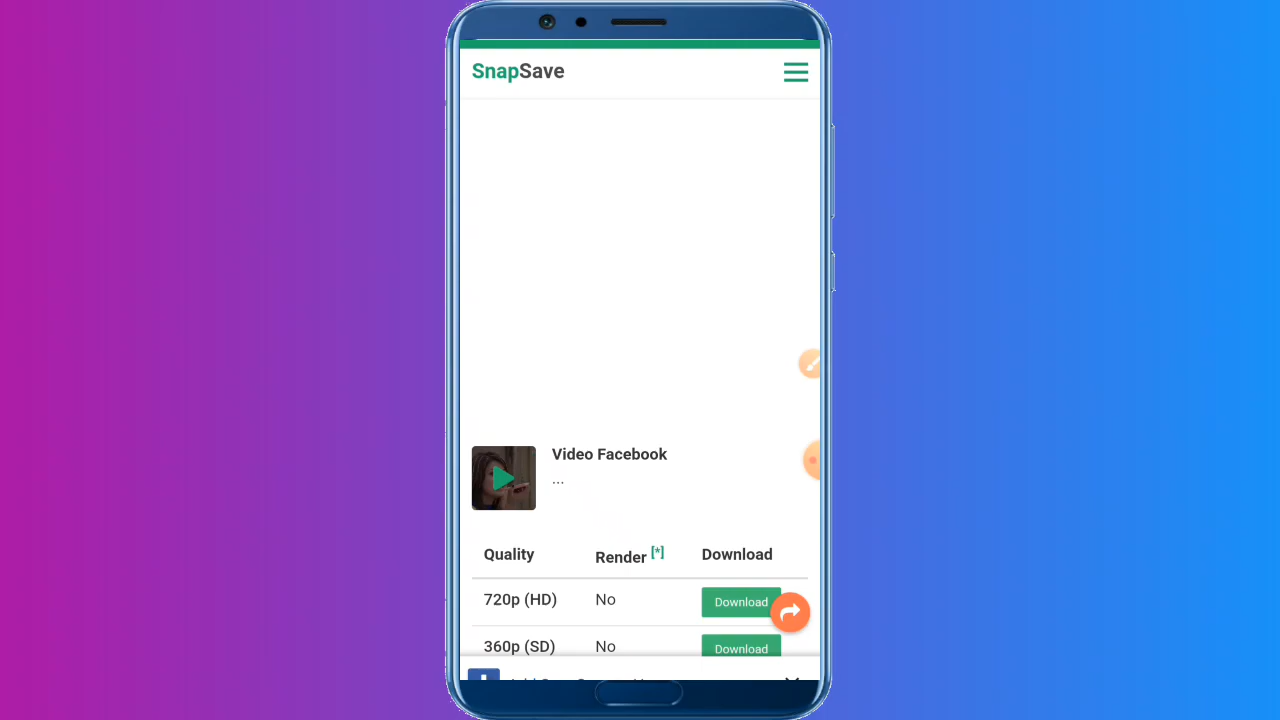 SnapSave
Video Facebook
...
Quality Render [*] Download
720p (HD) No Download
360p (SD) No Download